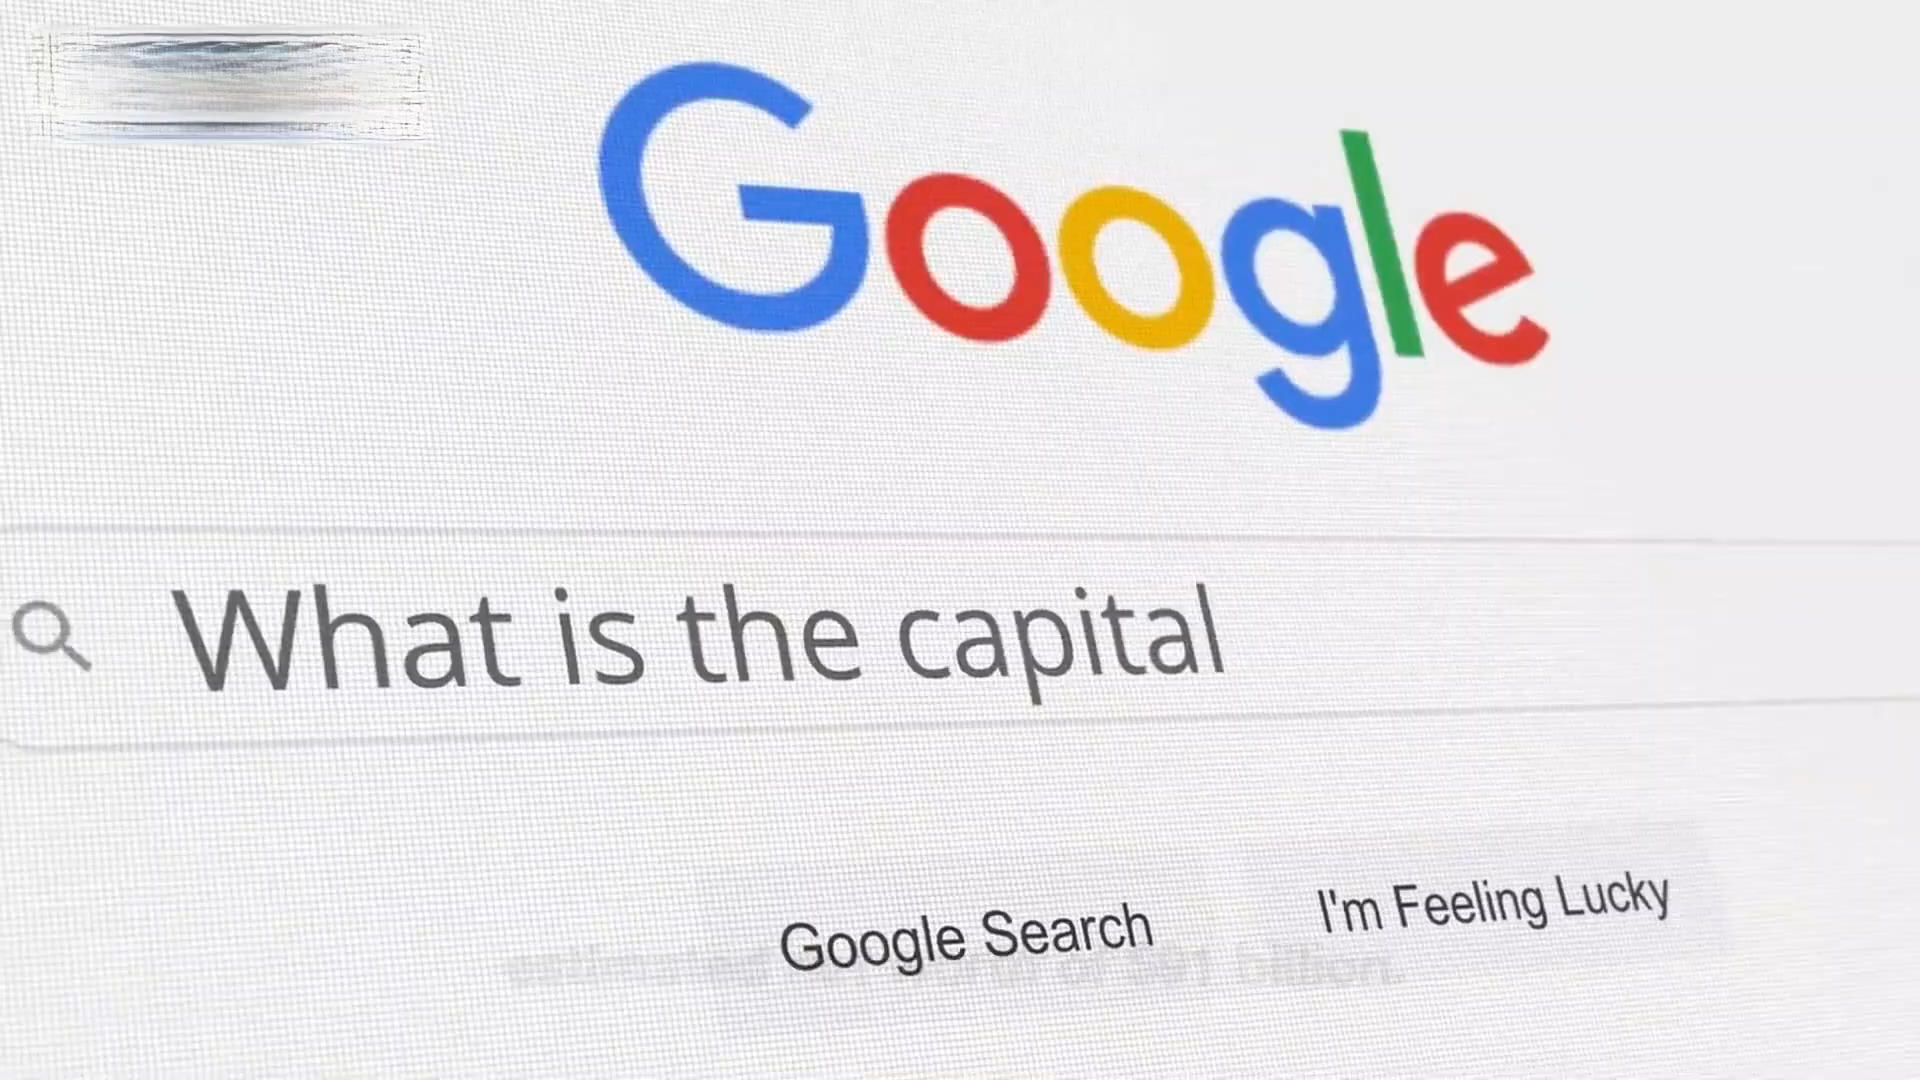 Google
What is the capital
Google Search
I'm Feeling Lucky